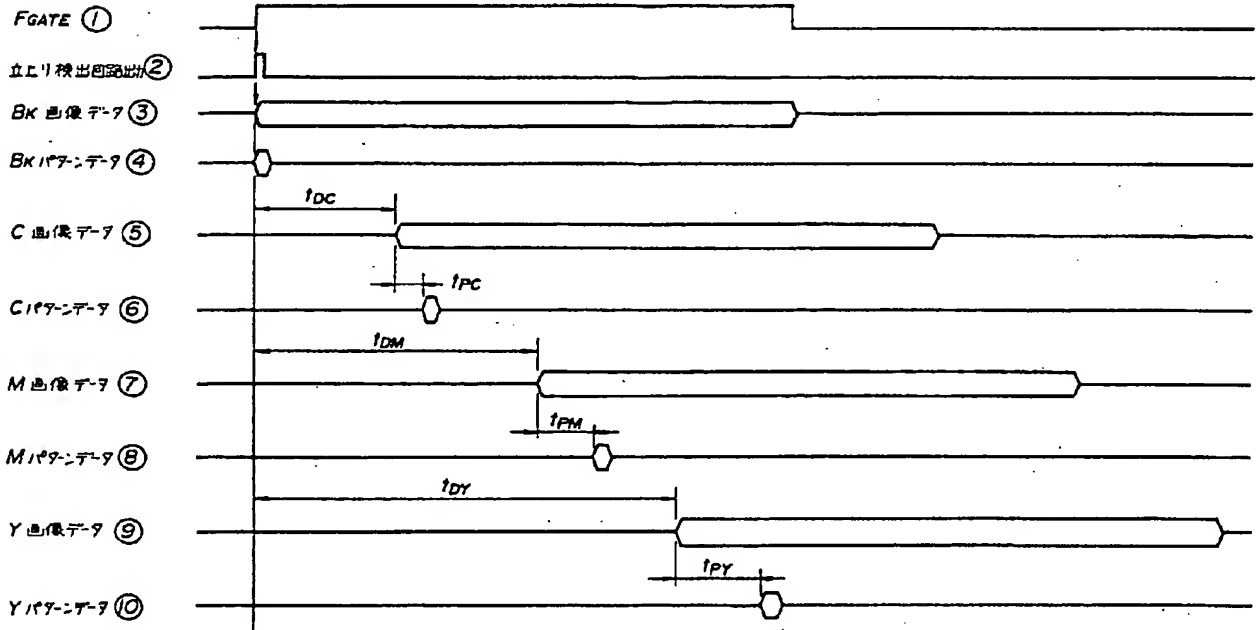 FGATE ①
立上り検出回路出力 ②
BK 画像データ ③
BK パターンデータ ④
tDC
C 画像データ ⑤
tPC
C パターンデータ ⑥
tDM
M 画像データ ⑦
tPM
M パターンデータ ⑧
tDY
Y 画像データ ⑨
tPY
Y パターンデータ ⑩